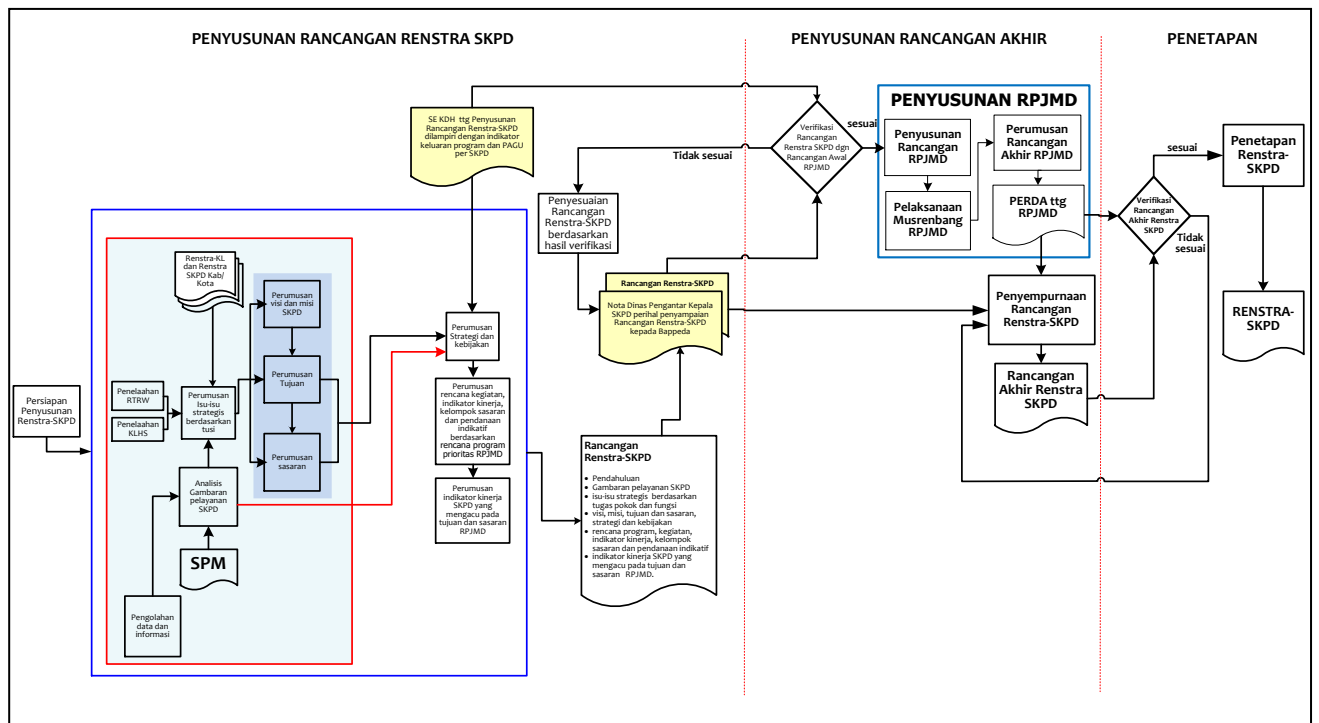 PENYUSUNAN RANCANGAN RENSTRA SKPD
PENYUSUNAN RANCANGAN AKHIR
PENETAPAN
SE KDH ttg Penyusunan
Rancangan Renstra-SKPD
dilampiri dengan indikator
keluaran program dan PAGU
per SKPD
Verifikasi
Rancangan
Renstra SKPD dgn
Rancangan Awal
RPJMD
sesuai
Tidak sesuai
PENYUSUNAN RPJMD
Penyusunan
Rancangan
RPJMD
Perumusan
Rancangan
Akhir RPJMD
Pelaksanaan
Musrenbang
RPJMD
PERDA ttg
RPJMD
sesuai
Verifikasi
Rancangan
Akhir Renstra
SKPD
Tidak
sesuai
Penetapan
Renstra-
SKPD
RENSTRA-
SKPD
Penyesuaian
Rancangan
Renstra-SKPD
berdasarkan
hasil verifikasi
Rancangan Renstra-SKPD
Nota Dinas Pengantar Kepala
SKPD perihal penyampaian
Rancangan Renstra-SKPD
kepada Bappeda
Penyempurnaan
Rancangan
Renstra-SKPD
Rancangan
Akhir Renstra
SKPD
Persiapan
Penyusunan
Renstra-SKPD
Renstra-KL
dan Renstra
SKPD Kab/
Kota
Perumusan
visi dan misi
SKPD
Perumusan
Tujuan
Perumusan
sasaran
Penelaahan
RTRW
Penelaahan
KLHS
Perumusan
Isu-isu
strategis
berdasarkan
tusi
Analisis
Gambaran
pelayanan
SKPD
SPM
Pengolahan
data dan
informasi
Perumusan
Strategi dan
kebijakan
Perumusan
rencana kegiatan,
indikator kinerja,
kelompok sasaran
dan pendanaan
indikatif
berdasarkan
rencana program
prioritas RPJMD
Perumusan
indikator kinerja
SKPD yang
mengacu pada
tujuan dan sasaran
RPJMD
Rancangan
Renstra-SKPD
• Pendahuluan
• Gambaran pelayanan SKPD
• isu-isu strategis berdasarkan
tugas pokok dan fungsi
• visi, misi, tujuan dan sasaran,
strategi dan kebijakan
• rencana program, kegiatan,
indikator kinerja, kelompok
sasaran dan pendanaan indikatif
• indikator kinerja SKPD yang
mengacu pada tujuan dan
sasaran RPJMD.